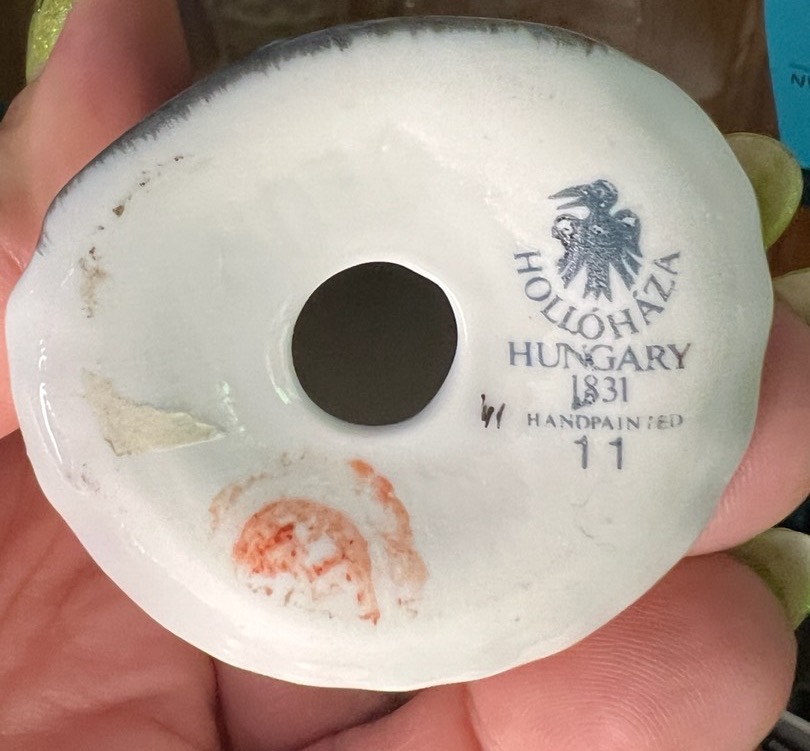 HOLLÓHÁZA
HUNGARY
1831
HANDPAINTED
11